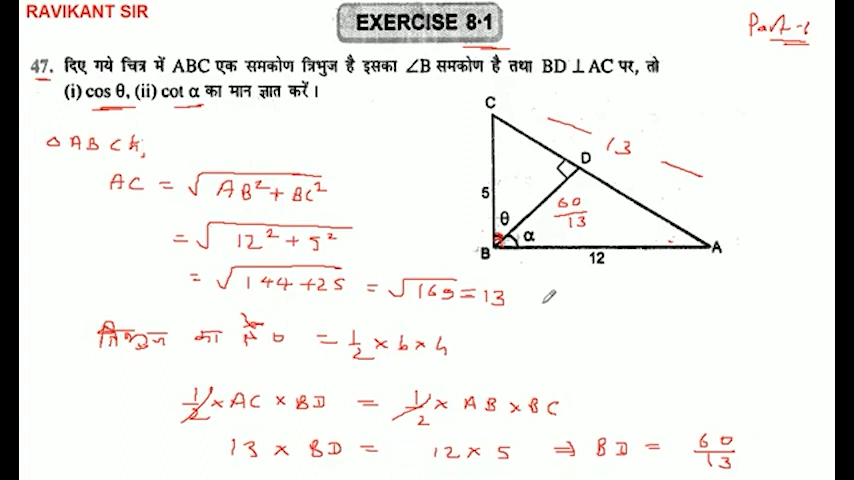 RAVIKANT SIR
EXERCISE 8·1
Part-1
47. दिए गये चित्र में ABC एक समकोण त्रिभुज है इसका ∠B समकोण है तथा BD ⊥ AC पर, तो
(i) cos θ, (ii) cot α का मान ज्ञात करें।
C
13
D
5
60/13
θ
α
B
12
A
△ ABC में,
AC = √(AB² + BC²)
= √(12² + 5²)
= √(144+25) = √169 = 13
त्रिभुज का = 1/2 × b × h
1/2 × AC × BD = 1/2 × AB × BC
13 × BD = 12 × 5 ⇒ BD = 60/13